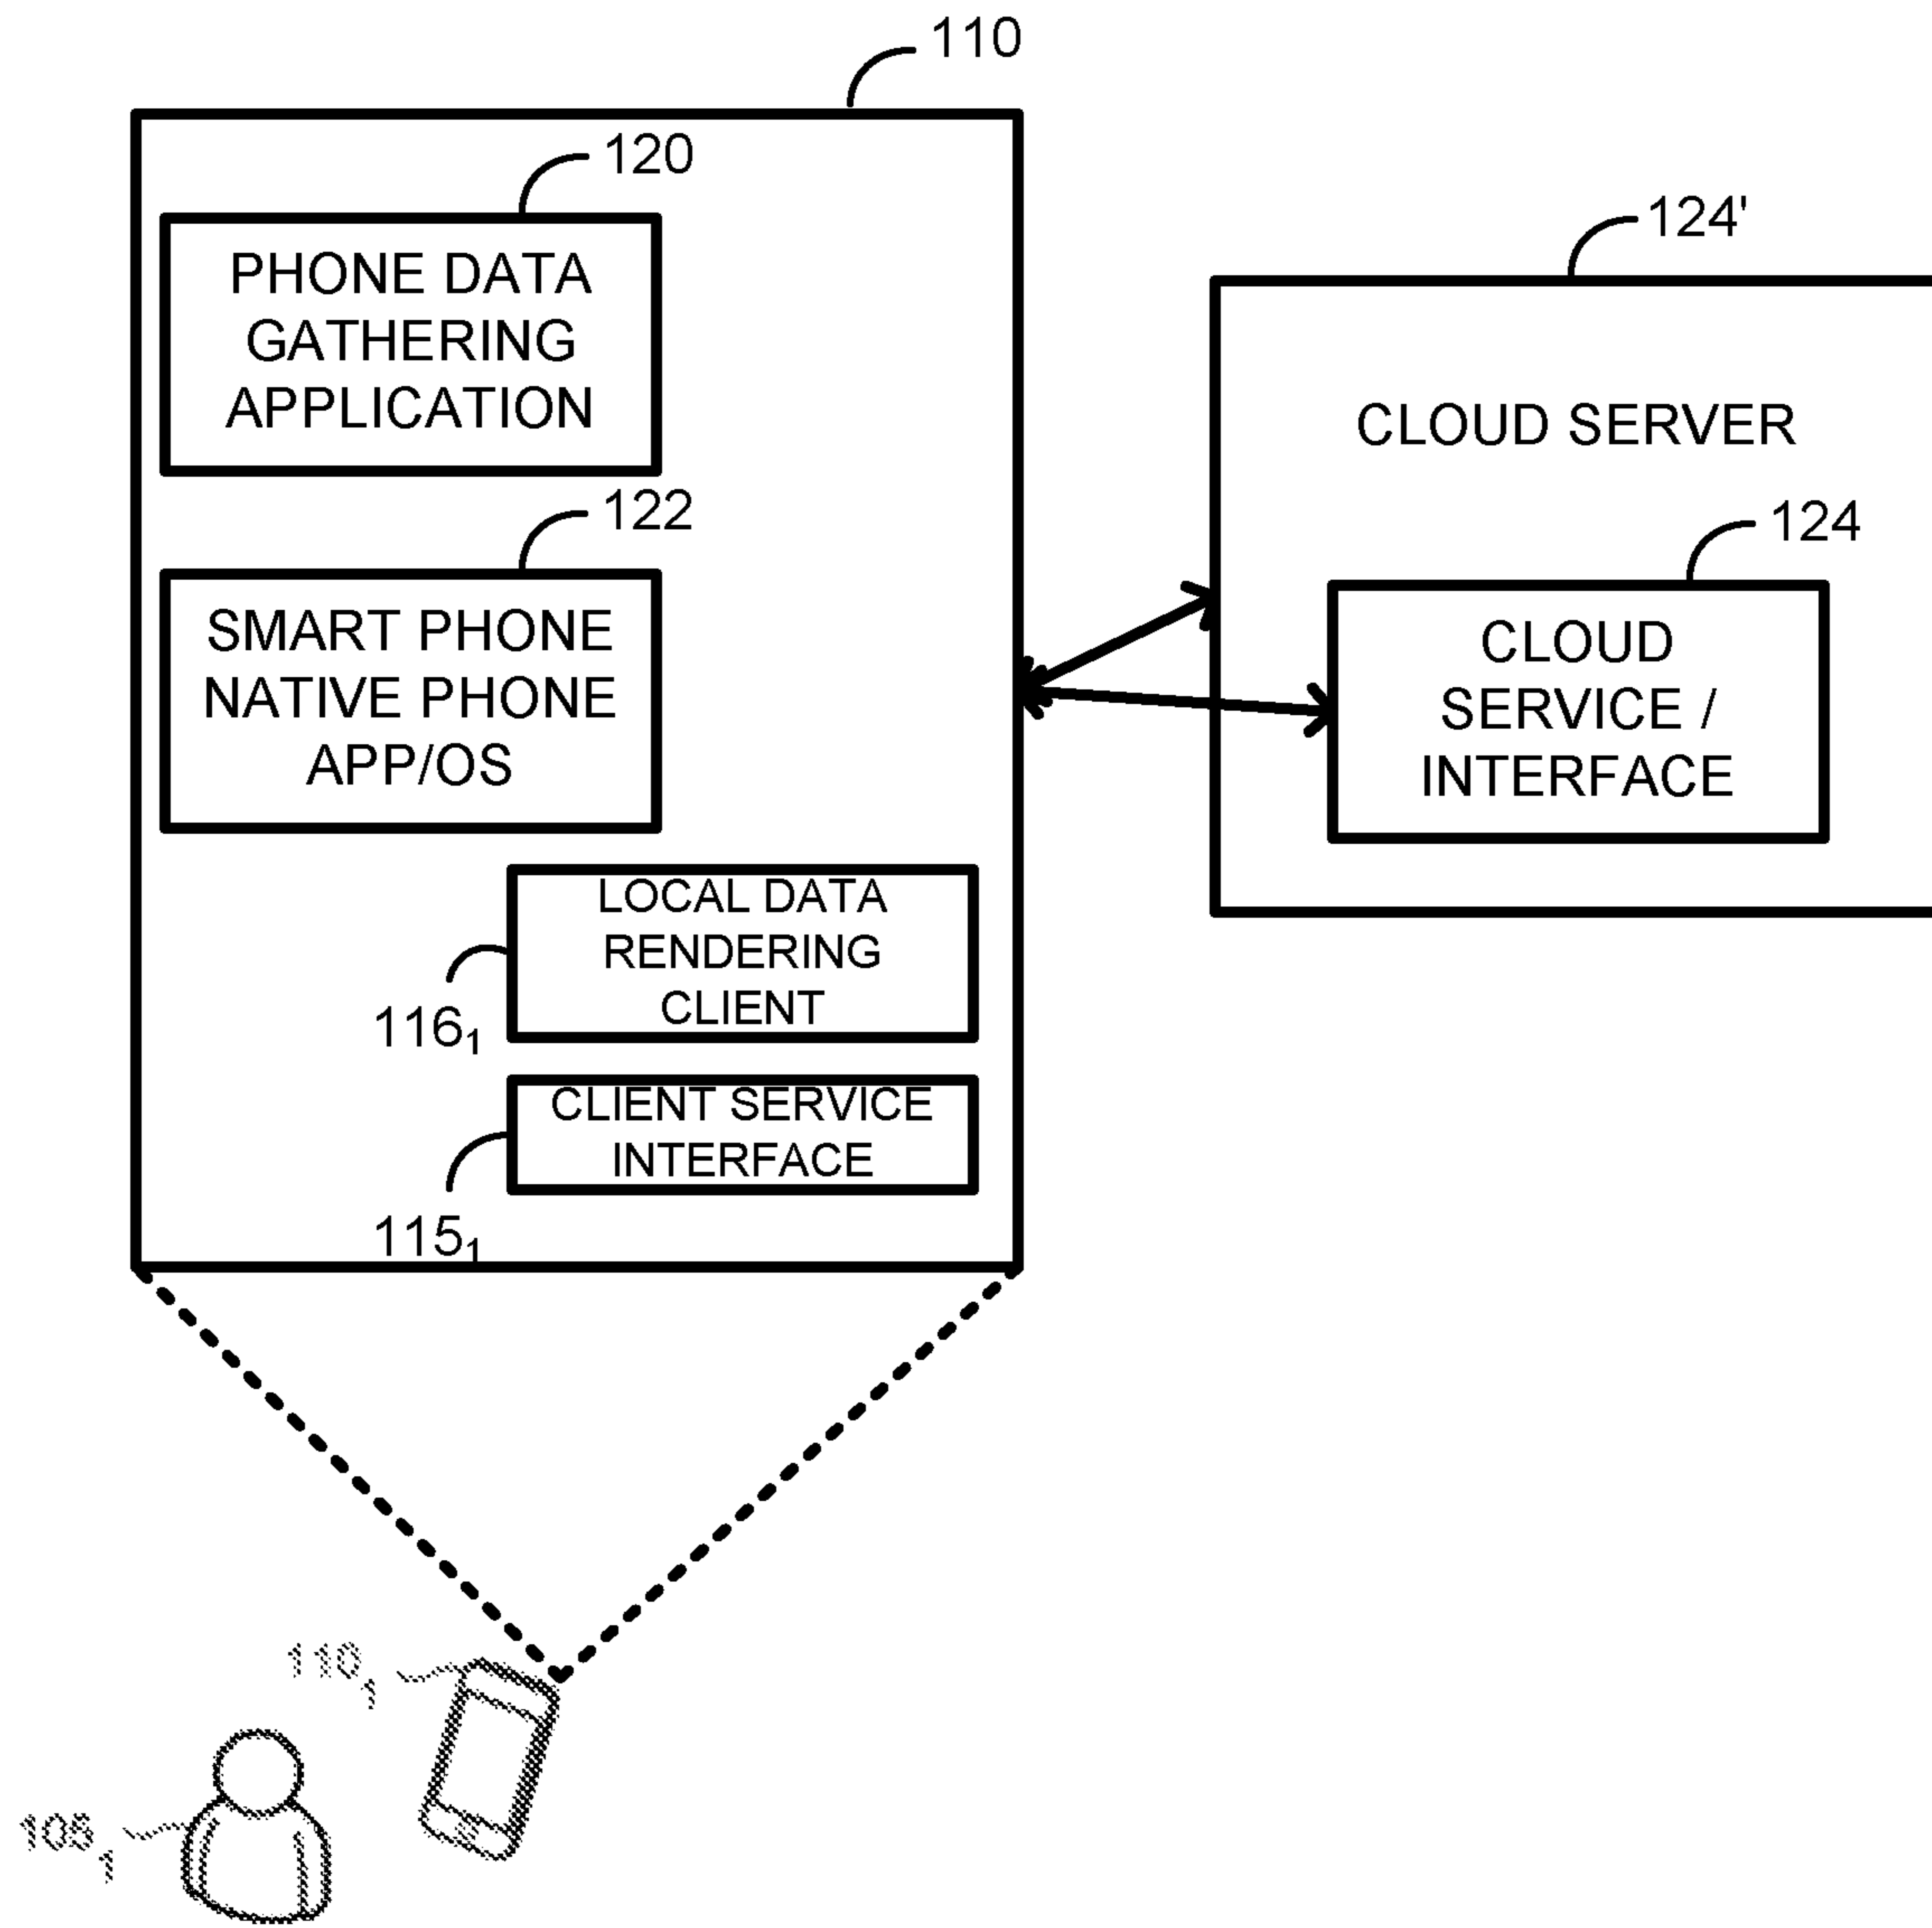 110
120
PHONE DATA
GATHERING
APPLICATION
124'
CLOUD SERVER
122
SMART PHONE
NATIVE PHONE
APP/OS
124
CLOUD
SERVICE /
INTERFACE
LOCAL DATA
RENDERING
CLIENT
116₁
CLIENT SERVICE
INTERFACE
115₁
110₁